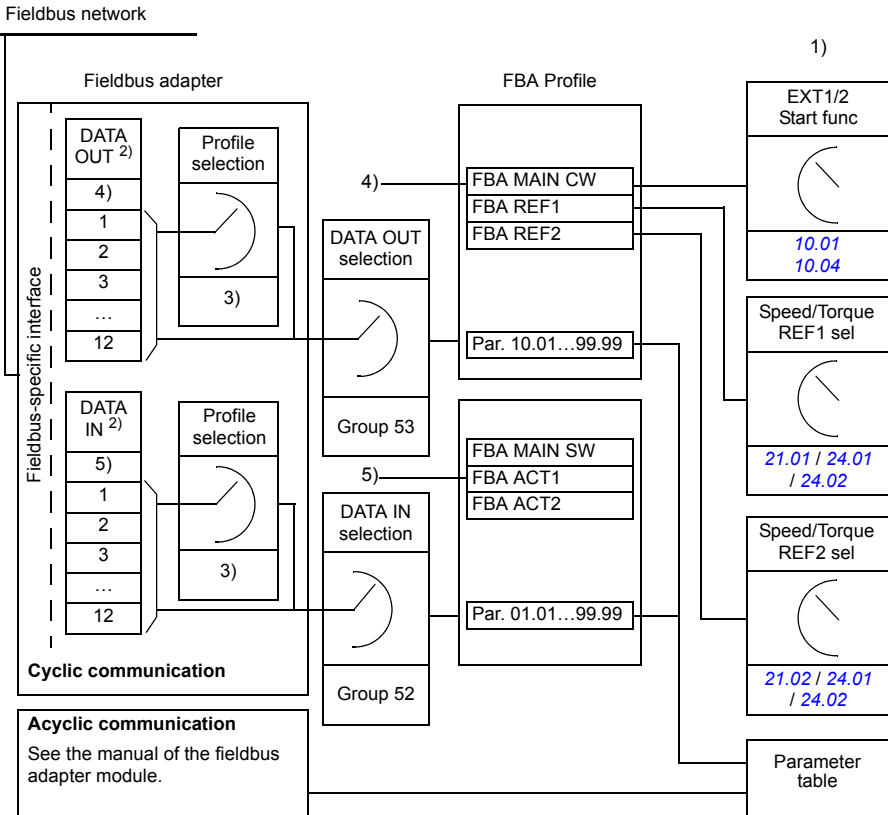 Fieldbus network
1)
Fieldbus adapter
FBA Profile
Fieldbus-specific interface
DATA
OUT 2)
4)
1
2
3
…
12
Profile
selection
3)
DATA
IN 2)
5)
1
2
3
…
12
Profile
selection
3)
Cyclic communication
Acyclic communication
See the manual of the fieldbus
adapter module.
DATA OUT
selection
Group 53
DATA IN
selection
Group 52
4)
FBA MAIN CW
FBA REF1
FBA REF2
Par. 10.01…99.99
5)
FBA MAIN SW
FBA ACT1
FBA ACT2
Par. 01.01…99.99
EXT1/2
Start func
10.01
10.04
Speed/Torque
REF1 sel
21.01 / 24.01
/ 24.02
Speed/Torque
REF2 sel
21.02 / 24.01
/ 24.02
Parameter
table